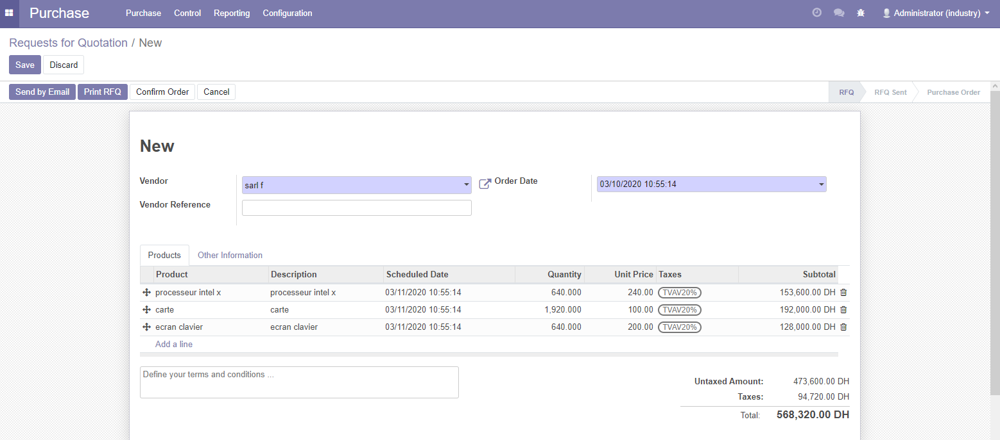 Purchase Purchase Control Reporting Configuration Administrator (industry)
Requests for Quotation / New
Save Discard
Send by Email Print RFQ Confirm Order Cancel RFQ RFQ Sent Purchase Order
New
Vendor sarl f Order Date 03/10/2020 10:55:14
Vendor Reference
Products Other Information
Product Description Scheduled Date Quantity Unit Price Taxes Subtotal
processeur intel x processeur intel x 03/11/2020 10:55:14 640.000 240.00 TVAV20% 153,600.00 DH
carte carte 03/11/2020 10:55:14 1,920.000 100.00 TVAV20% 192,000.00 DH
ecran clavier ecran clavier 03/11/2020 10:55:14 640.000 200.00 TVAV20% 128,000.00 DH
Add a line
Define your terms and conditions ...
Untaxed Amount: 473,600.00 DH
Taxes: 94,720.00 DH
Total: 568,320.00 DH